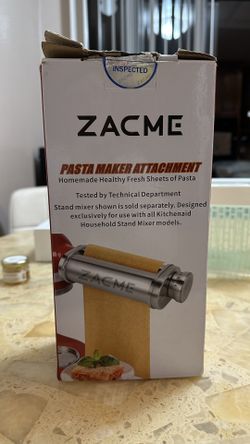 INSPECTED
ZACME
PASTA MAKER ATTACHMENT
Homemade Healthy Fresh Sheets of Pasta
Tested by Technical Department
Stand mixer shown is sold separately. Designed
exclusively for use with all Kitchenaid
Household Stand Mixer models.
ZACME